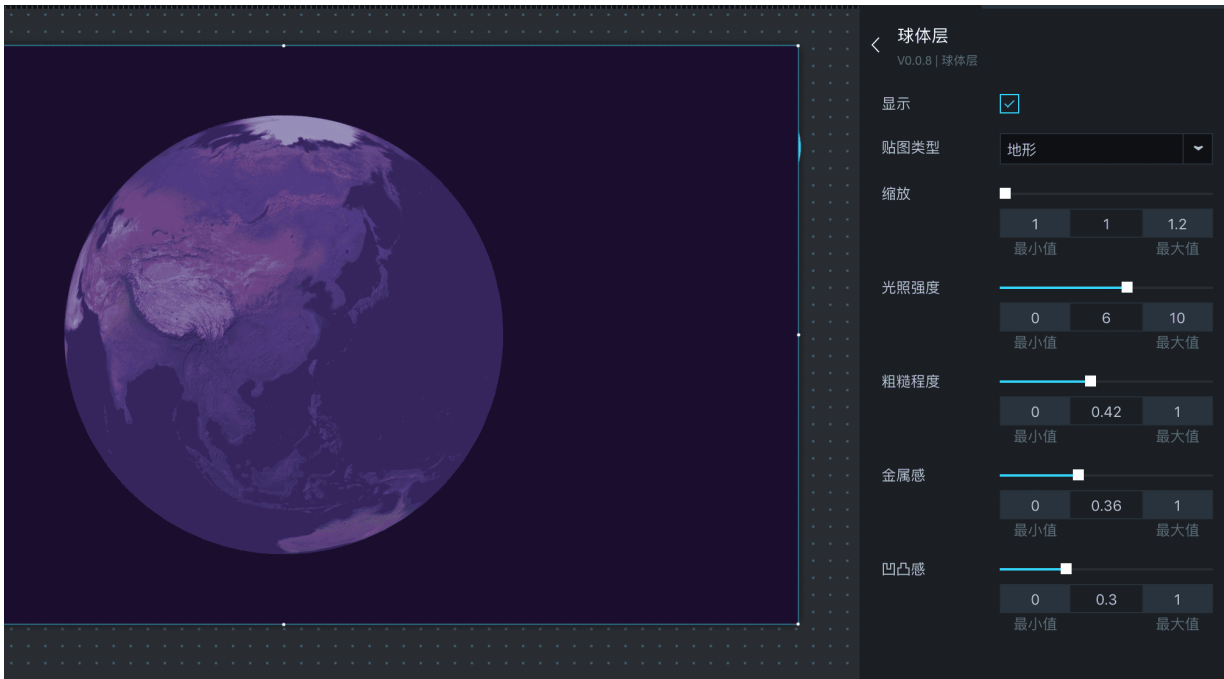 球体层
V0.0.8 | 球体层
显示
贴图类型 地形
缩放
1 1 1.2
最小值 最大值
光照强度
0 6 10
最小值 最大值
粗糙程度
0 0.42 1
最小值 最大值
金属感
0 0.36 1
最小值 最大值
凹凸感
0 0.3 1
最小值 最大值